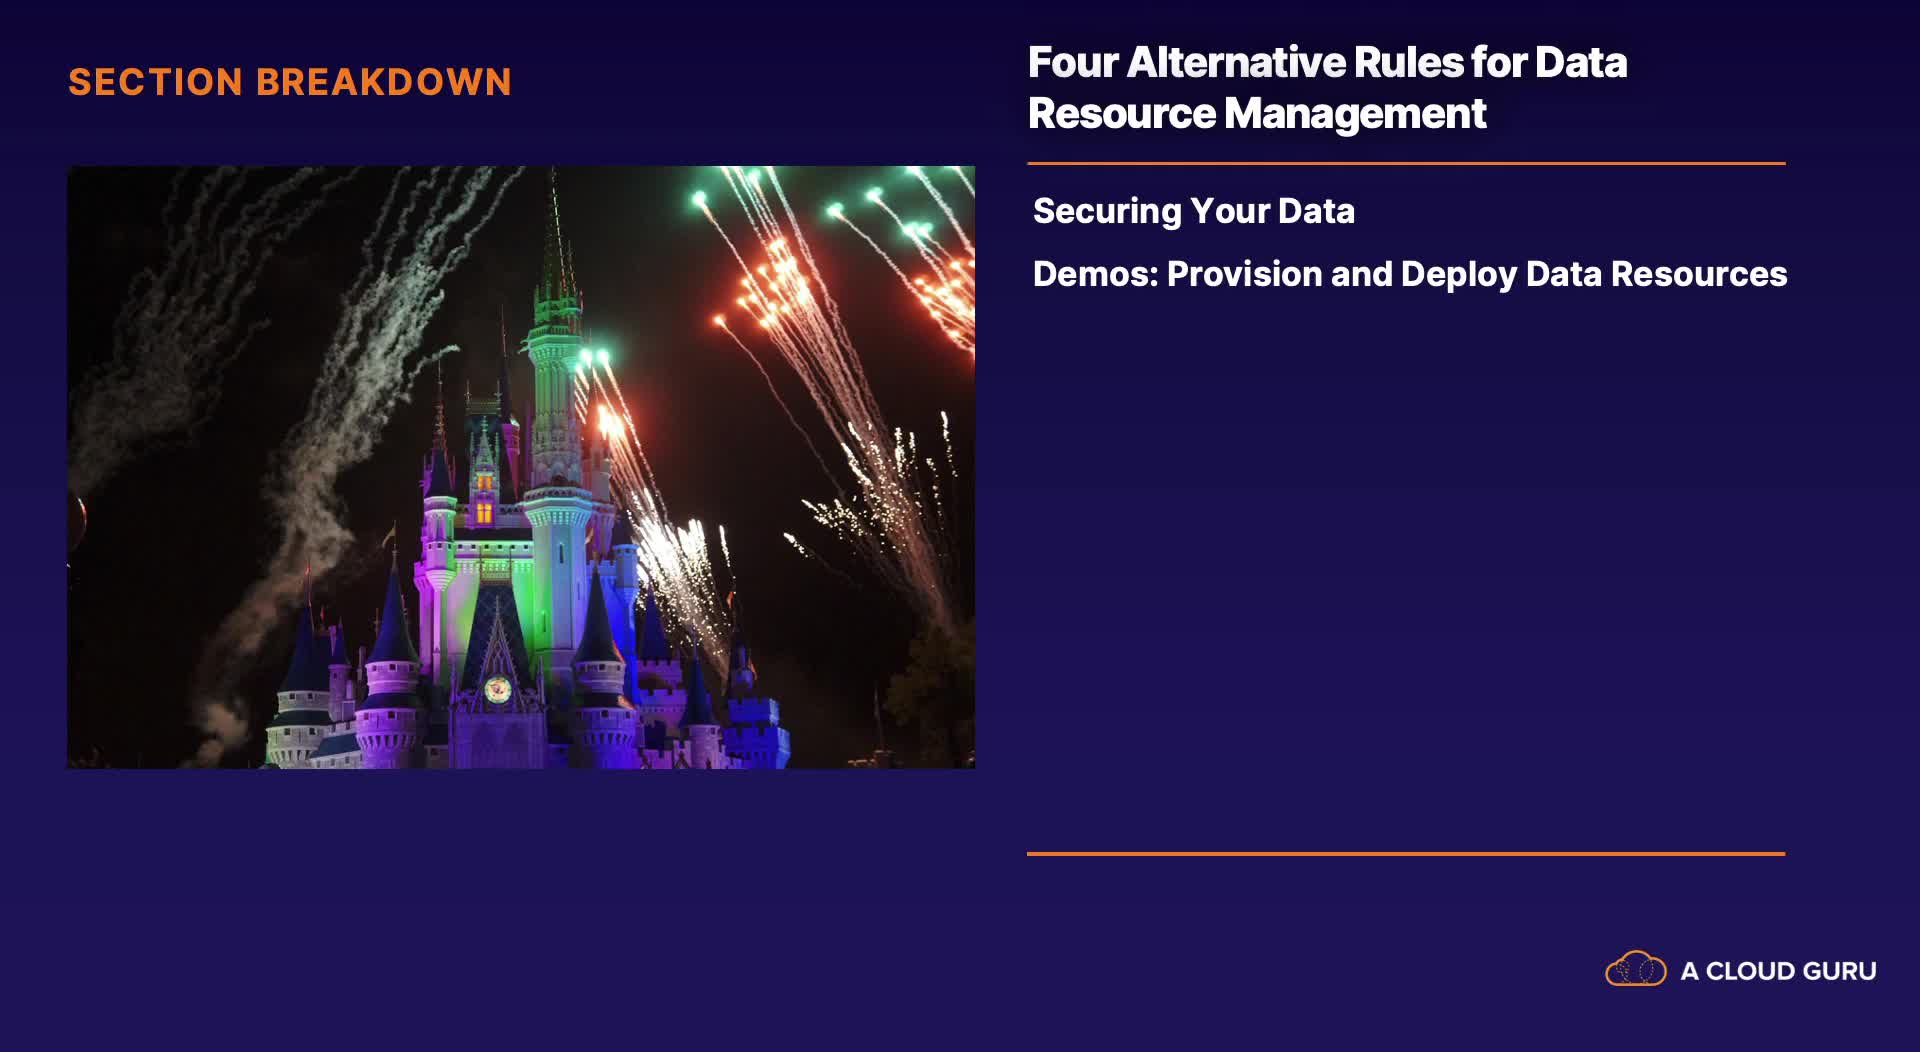 SECTION BREAKDOWN
Four Alternative Rules for Data
Resource Management
Securing Your Data
Demos: Provision and Deploy Data Resources
A CLOUD GURU